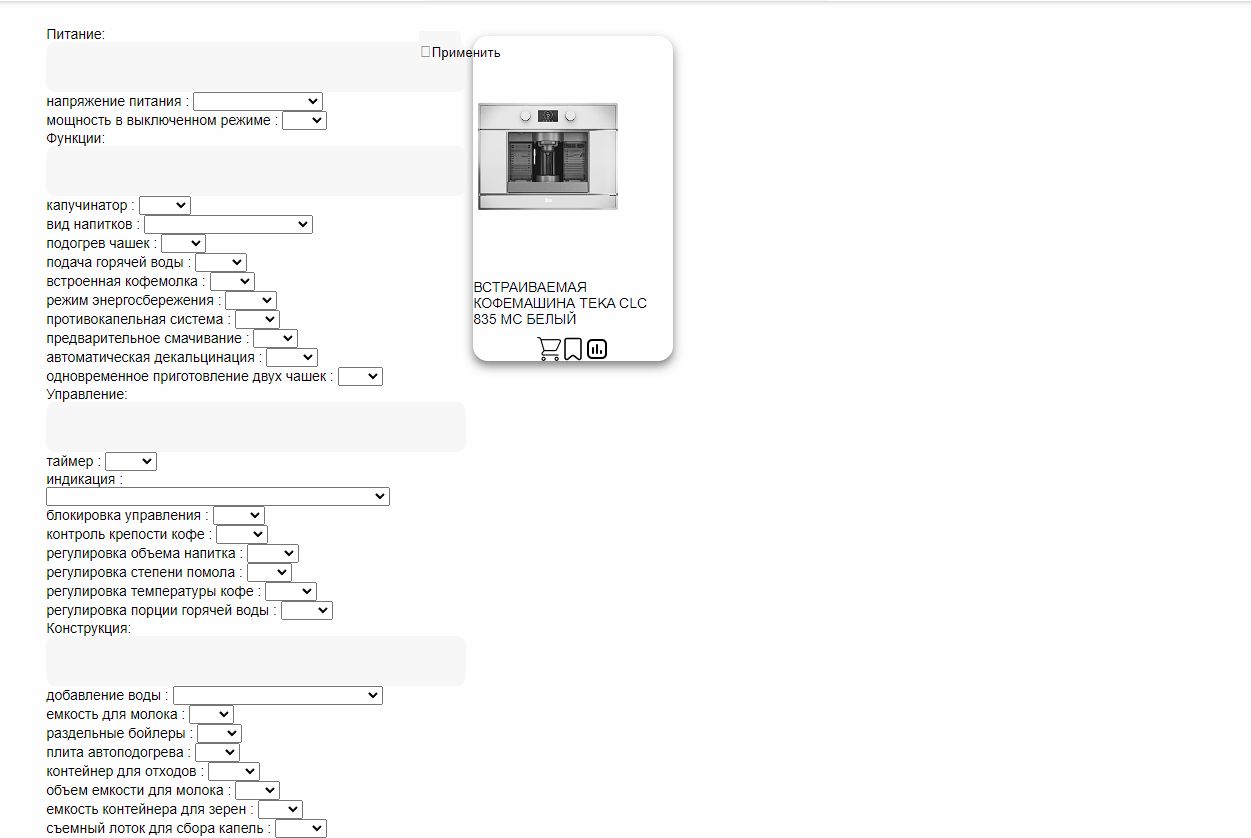 Питание:
Применить
напряжение питания :
мощность в выключенном режиме :
Функции:
капучинатор :
вид напитков :
подогрев чашек :
подача горячей воды :
встроенная кофемолка :
режим энергосбережения :
противокапельная система :
предварительное смачивание :
автоматическая декальцинация :
одновременное приготовление двух чашек :
Управление:
таймер :
индикация :
блокировка управления :
контроль крепости кофе :
регулировка объема напитка :
регулировка степени помола :
регулировка температуры кофе :
регулировка порции горячей воды :
Конструкция:
добавление воды :
емкость для молока :
раздельные бойлеры :
плита автоподогрева :
контейнер для отходов :
объем емкости для молока :
емкость контейнера для зерен :
съемный лоток для сбора капель :
ВСТРАИВАЕМАЯ
КОФЕМАШИНА TEKA CLC
835 MC БЕЛЫЙ